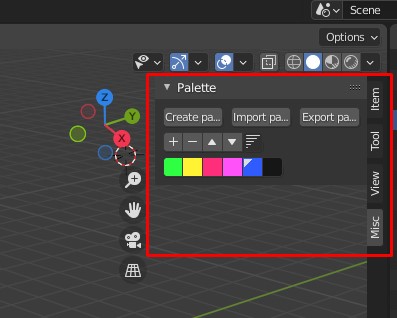 Scene
Options
Palette
Create pa... Import pa... Export pa...
Item
Tool
View
Misc
Z
Y
X